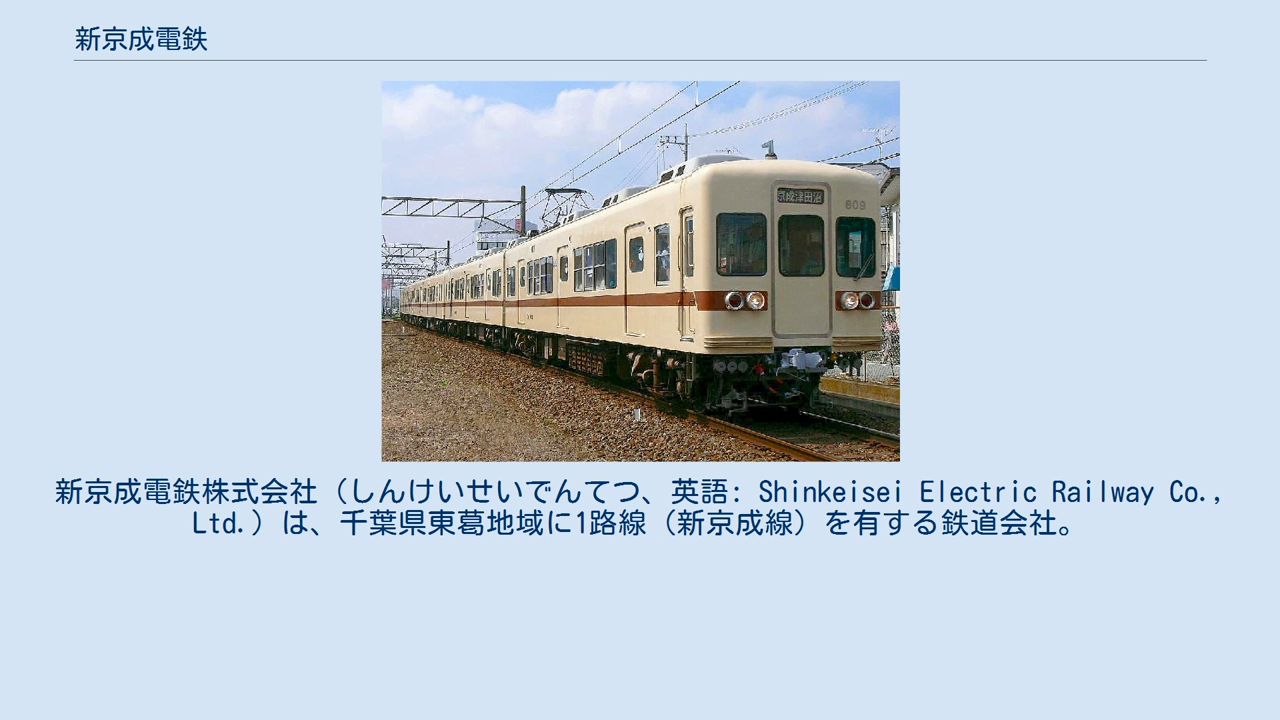 新京成電鉄
京成津田沼
809
新京成電鉄株式会社（しんけいせいでんてつ、英語: Shinkeisei Electric Railway Co.,
Ltd.）は、千葉県東葛地域に1路線（新京成線）を有する鉄道会社。